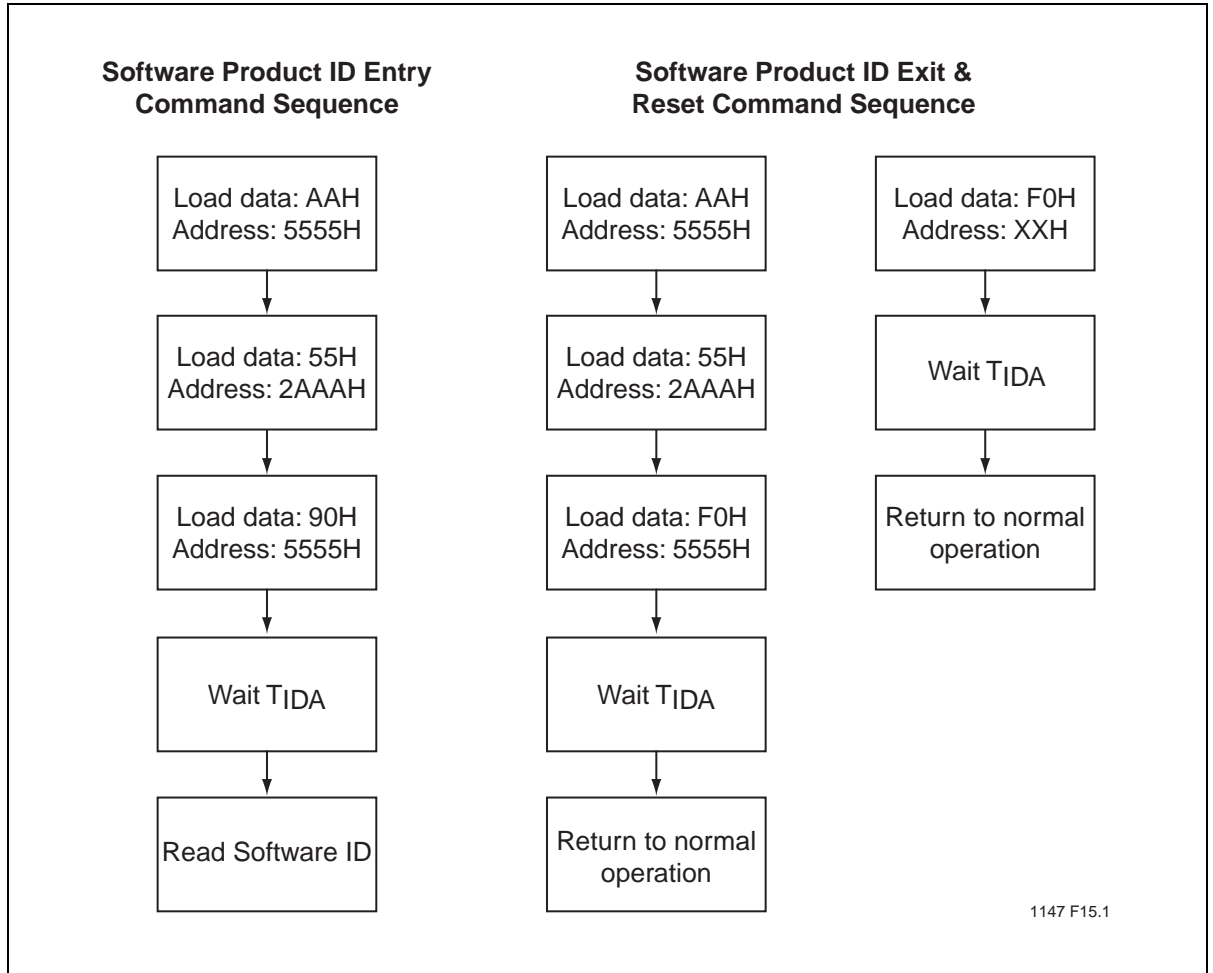 Software Product ID Entry
Command Sequence
Load data: AAH
Address: 5555H
Load data: 55H
Address: 2AAAH
Load data: 90H
Address: 5555H
Wait TIDA
Read Software ID
Software Product ID Exit &
Reset Command Sequence
Load data: AAH
Address: 5555H
Load data: 55H
Address: 2AAAH
Load data: F0H
Address: 5555H
Wait TIDA
Return to normal
operation
Load data: F0H
Address: XXH
Wait TIDA
Return to normal
operation
1147 F15.1